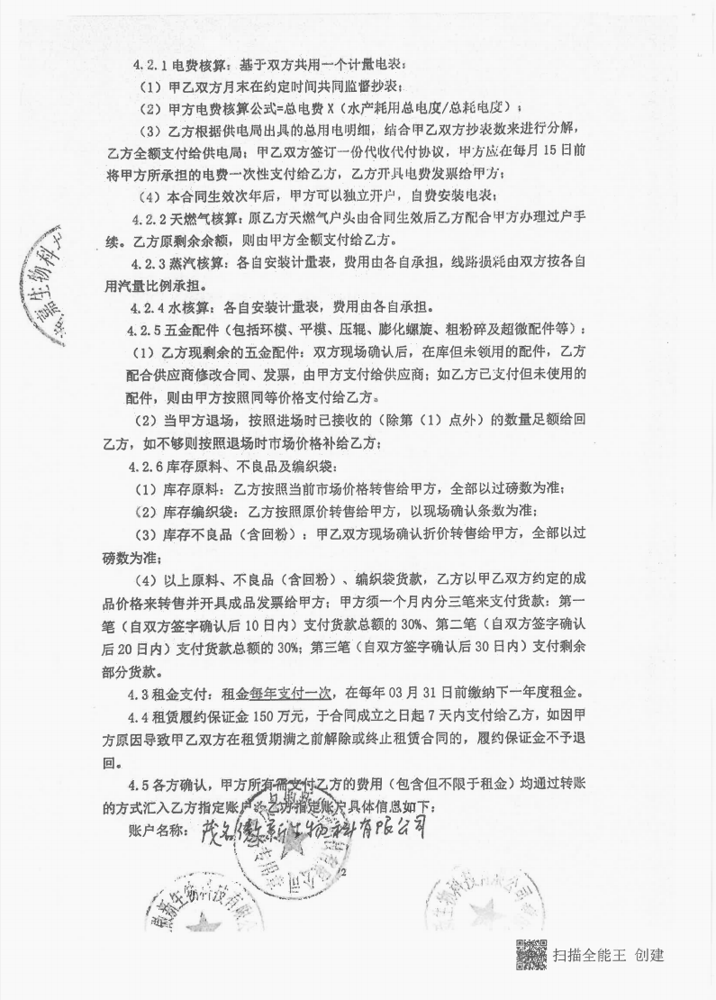 4.2.1电费核算：基于双方共用一个计量电表：
（1）甲乙双方月末在约定时间共同监督抄表；
（2）甲方电费核算公式=总电费X（水产耗用总电度/总耗电度）；
（3）乙方根据供电局出具的总用电明细，结合甲乙双方抄表数来进行分解，
乙方全额支付给供电局；甲乙双方签订一份代收代付协议，甲方应在每月15日前
将甲方所承担的电费一次性支付给乙方，乙方开具电费发票给甲方；
（4）本合同生效次年后，甲方可以独立开户，自费安装电表；
4.2.2天燃气核算：原乙方天燃气户头由合同生效后乙方配合甲方办理过户手
续。乙方原剩余余额，则由甲方全额支付给乙方。
4.2.3蒸汽核算：各自安装计量表，费用由各自承担，线路损耗由双方按各自
用汽量比例承担。
4.2.4水核算：各自安装计量表，费用由各自承担。
4.2.5五金配件（包括环模、平模、压辊、膨化螺旋、粗粉碎及超微配件等）；
（1）乙方现剩余的五金配件：双方现场确认后，在库但未领用的配件，乙方
配合供应商修改合同、发票，由甲方支付给供应商；如乙方已支付但未使用的
配件，则由甲方按照同等价格支付给乙方。
（2）当甲方退场，按照进场时已接收的（除第（1）点外）的数量足额给回
乙方，如不够则按照退场时市场价格补给乙方；
4.2.6库存原料、不良品及编织袋：
（1）库存原料：乙方按照当前市场价格转售给甲方，全部以过磅数为准；
（2）库存编织袋：乙方按照原价转售给甲方，以现场确认条数为准；
（3）库存不良品（含回粉）：甲乙双方现场确认折价转售给甲方，全部以过
磅数为准；
（4）以上原料、不良品（含回粉）、编织袋货款，乙方以甲乙双方约定的成
品价格来转售并开具成品发票给甲方；甲方须一个月内分三笔来支付货款：第一
笔（自双方签字确认后10日内）支付货款总额的30%、第二笔（自双方签字确认
后20日内）支付货款总额的30%；第三笔（自双方签字确认后30日内）支付剩余
部分货款。
4.3租金支付：租金每年支付一次，在每年03月31日前缴纳下一年度租金。
4.4租赁履约保证金150万元，于合同成立之日起7天内支付给乙方，如因甲
方原因导致甲乙双方在租赁期满之前解除或终止租赁合同的，履约保证金不予退
回。
4.5各方确认，甲方所有需支付乙方的费用（包含但不限于租金）均通过转账
的方式汇入乙方指定账户。乙方指定账户具体信息如下：
账户名称：茂名傲新生物科有限公司
2
生物科
新生物科技有限
生物科技有限公司
扫描全能王 创建